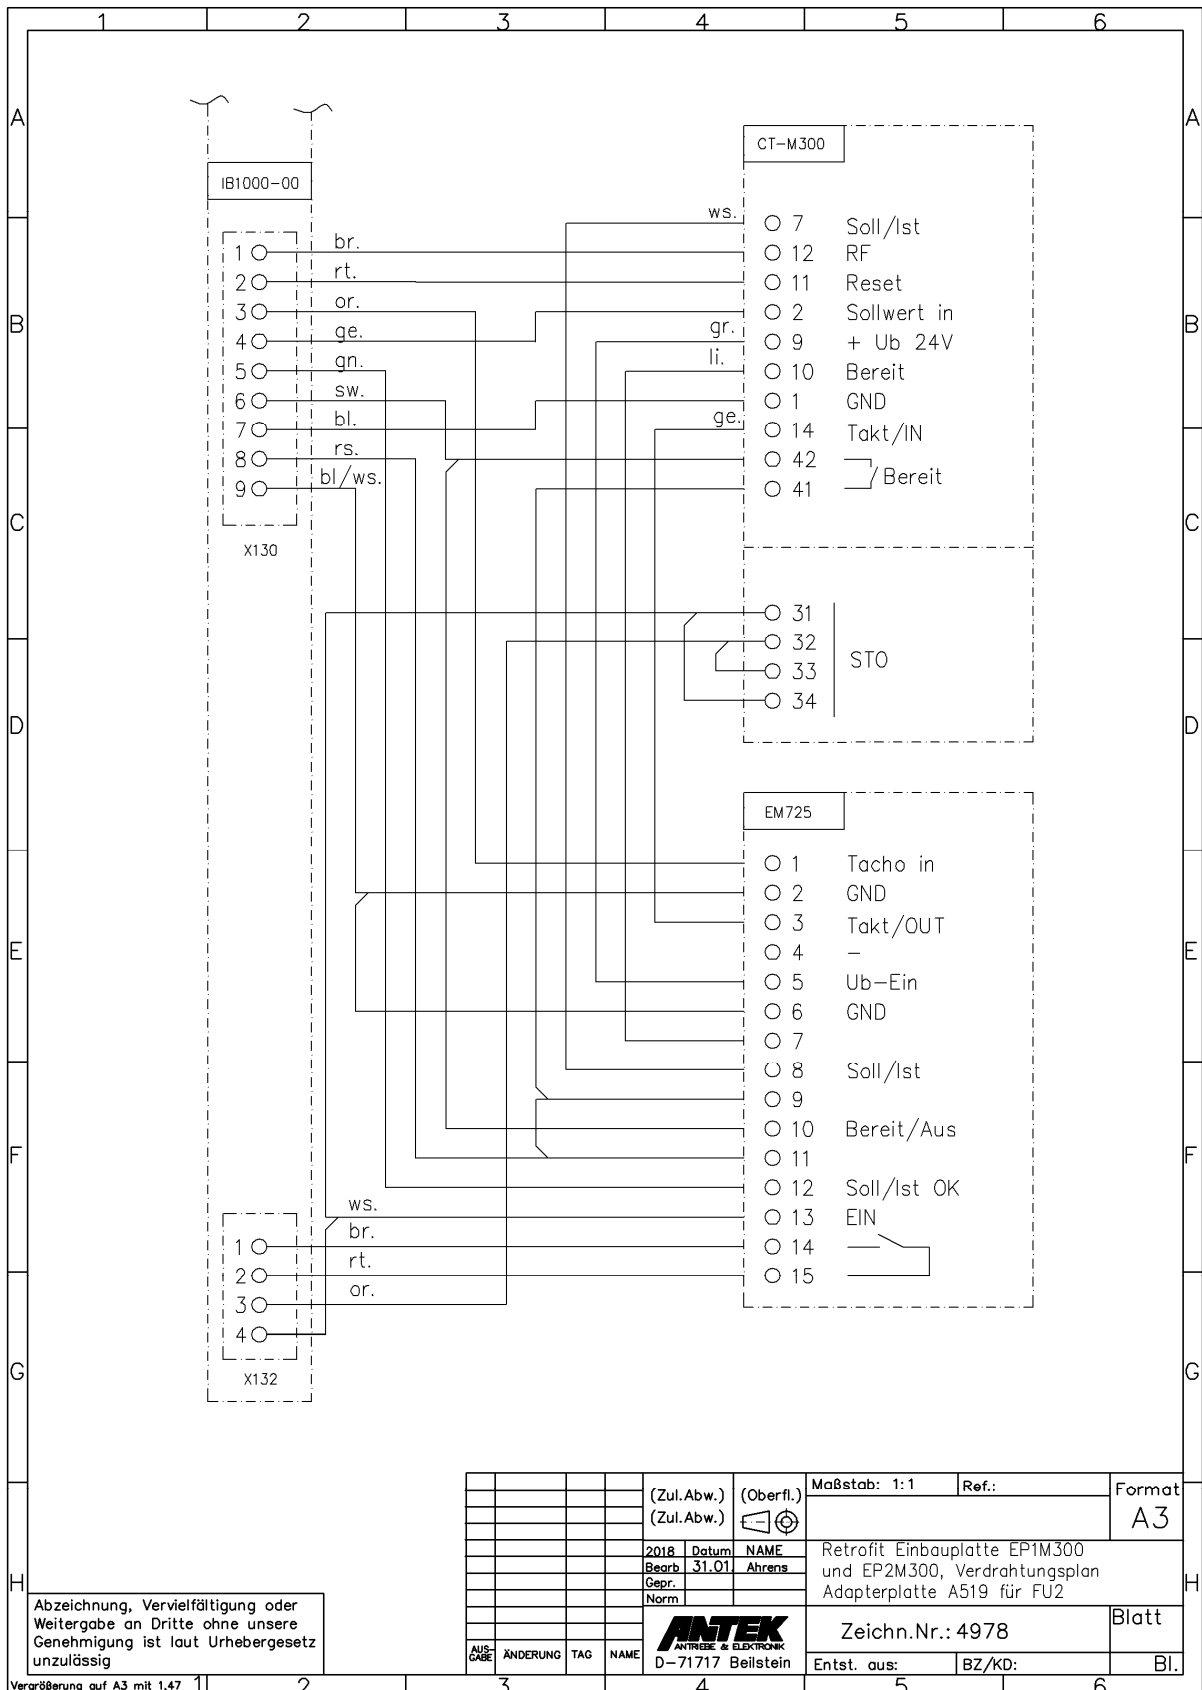 1 2 3 4 5 6
A A
CT-M300
IB1000-00
ws. 7 Soll/Ist
1 br. 12 RF
2 rt. 11 Reset
3 or. 2 Sollwert in
B B
4 ge. gr. 9 + Ub 24V
5 gn. li. 10 Bereit
6 sw. 1 GND
7 bl. ge. 14 Takt/IN
8 rs. 42
Bereit
9 bl/ws. 41
C C
X130
31
32
STO
33
34
D D
EM725
1 Tacho in
2 GND
3 Takt/OUT
E E
4 -
5 Ub-Ein
6 GND
7
8 Soll/Ist
9
10 Bereit/Aus
F F
11
12 Soll/Ist OK
ws. 13 EIN
1 br. 14
2 rt. 15
3 or.
4
G G
X132
(Zul.Abw.) (Oberfl.) Maßstab: 1:1 Ref.: Format
(Zul.Abw.) A3
2018 Datum NAME
Bearb 31.01. Ahrens
Gepr.
Norm
Retrofit Einbauplatte EP1M300
und EP2M300, Verdrahtungsplan
Adapterplatte A519 für FU2
H H
Abzeichnung, Vervielfältigung oder
Weitergabe an Dritte ohne unsere
Genehmigung ist laut Urhebergesetz
unzulässig
ANTEK
ANTRIEBE & ELEKTRONIK
D-71717 Beilstein
Zeichn.Nr.: 4978 Blatt
AUS-
GABE ÄNDERUNG TAG NAME
Entst. aus: BZ/KD: Bl.
Vergrößerung auf A3 mit 1,47 1 2 3 4 5 6